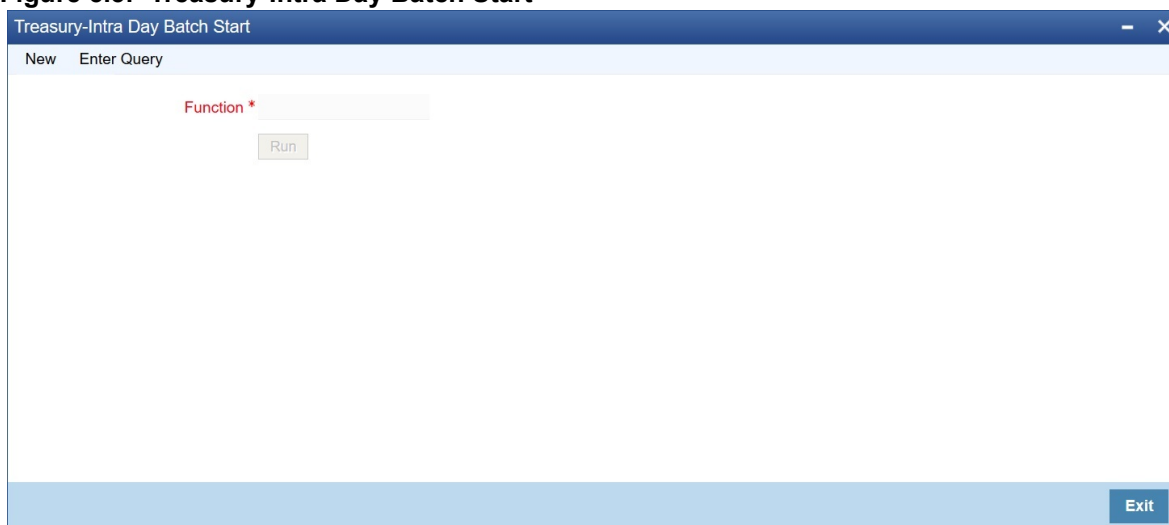 Treasury-Intra Day Batch Start
New Enter Query
Function *
Run
Exit